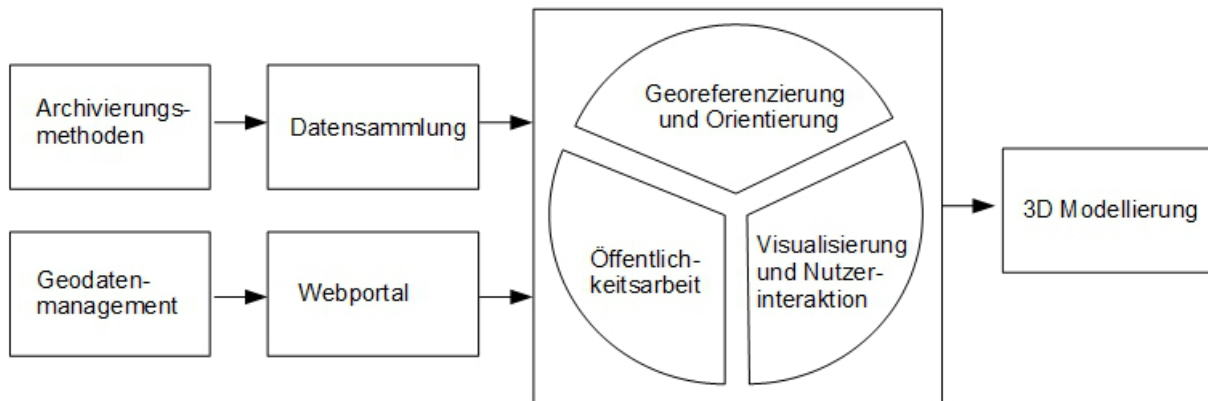 Archivierungs-
methoden
Datensammlung
Geodaten-
management
Webportal
Georeferenzierung
und Orientierung
Öffentlich-
keitsarbeit
Visualisierung
und Nutzer-
interaktion
3D Modellierung